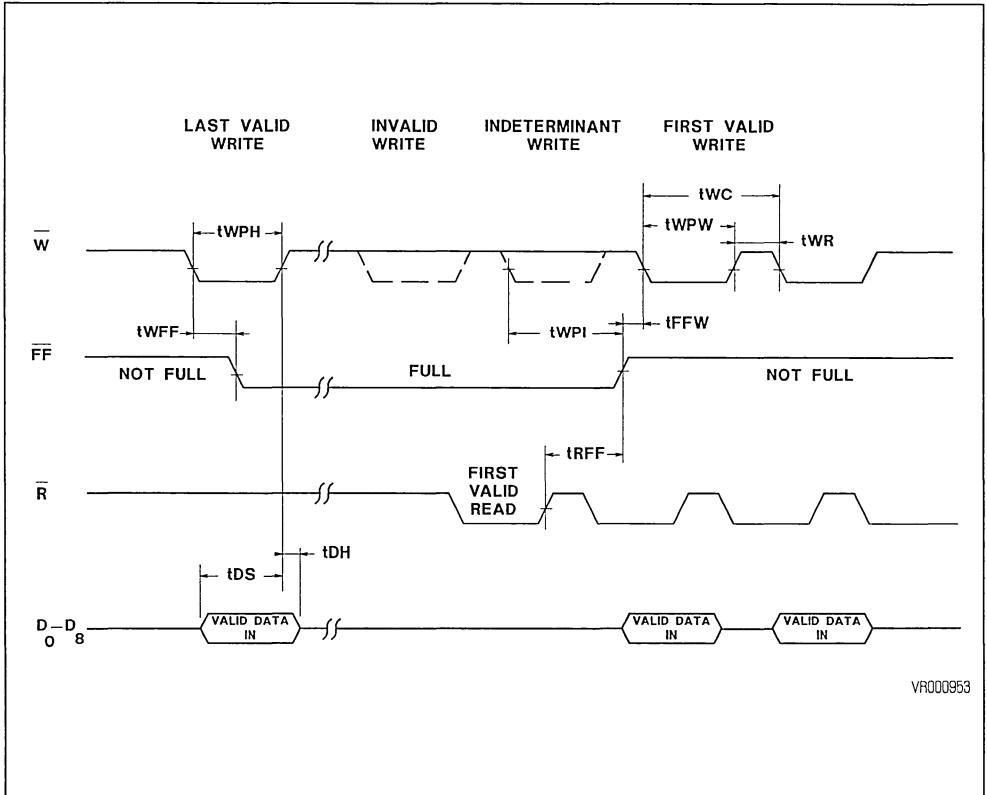 LAST VALID WRITE
INVALID WRITE
INDETERMINANT WRITE
FIRST VALID WRITE
tWC
tWPW
tWPH
tWR
W̅
tWFF
tWPI
tFFW
F̅F̅
NOT FULL
FULL
NOT FULL
tRFF
FIRST VALID READ
R̅
tDH
tDS
D0–D8
VALID DATA IN
VALID DATA IN
VALID DATA IN
VR000953